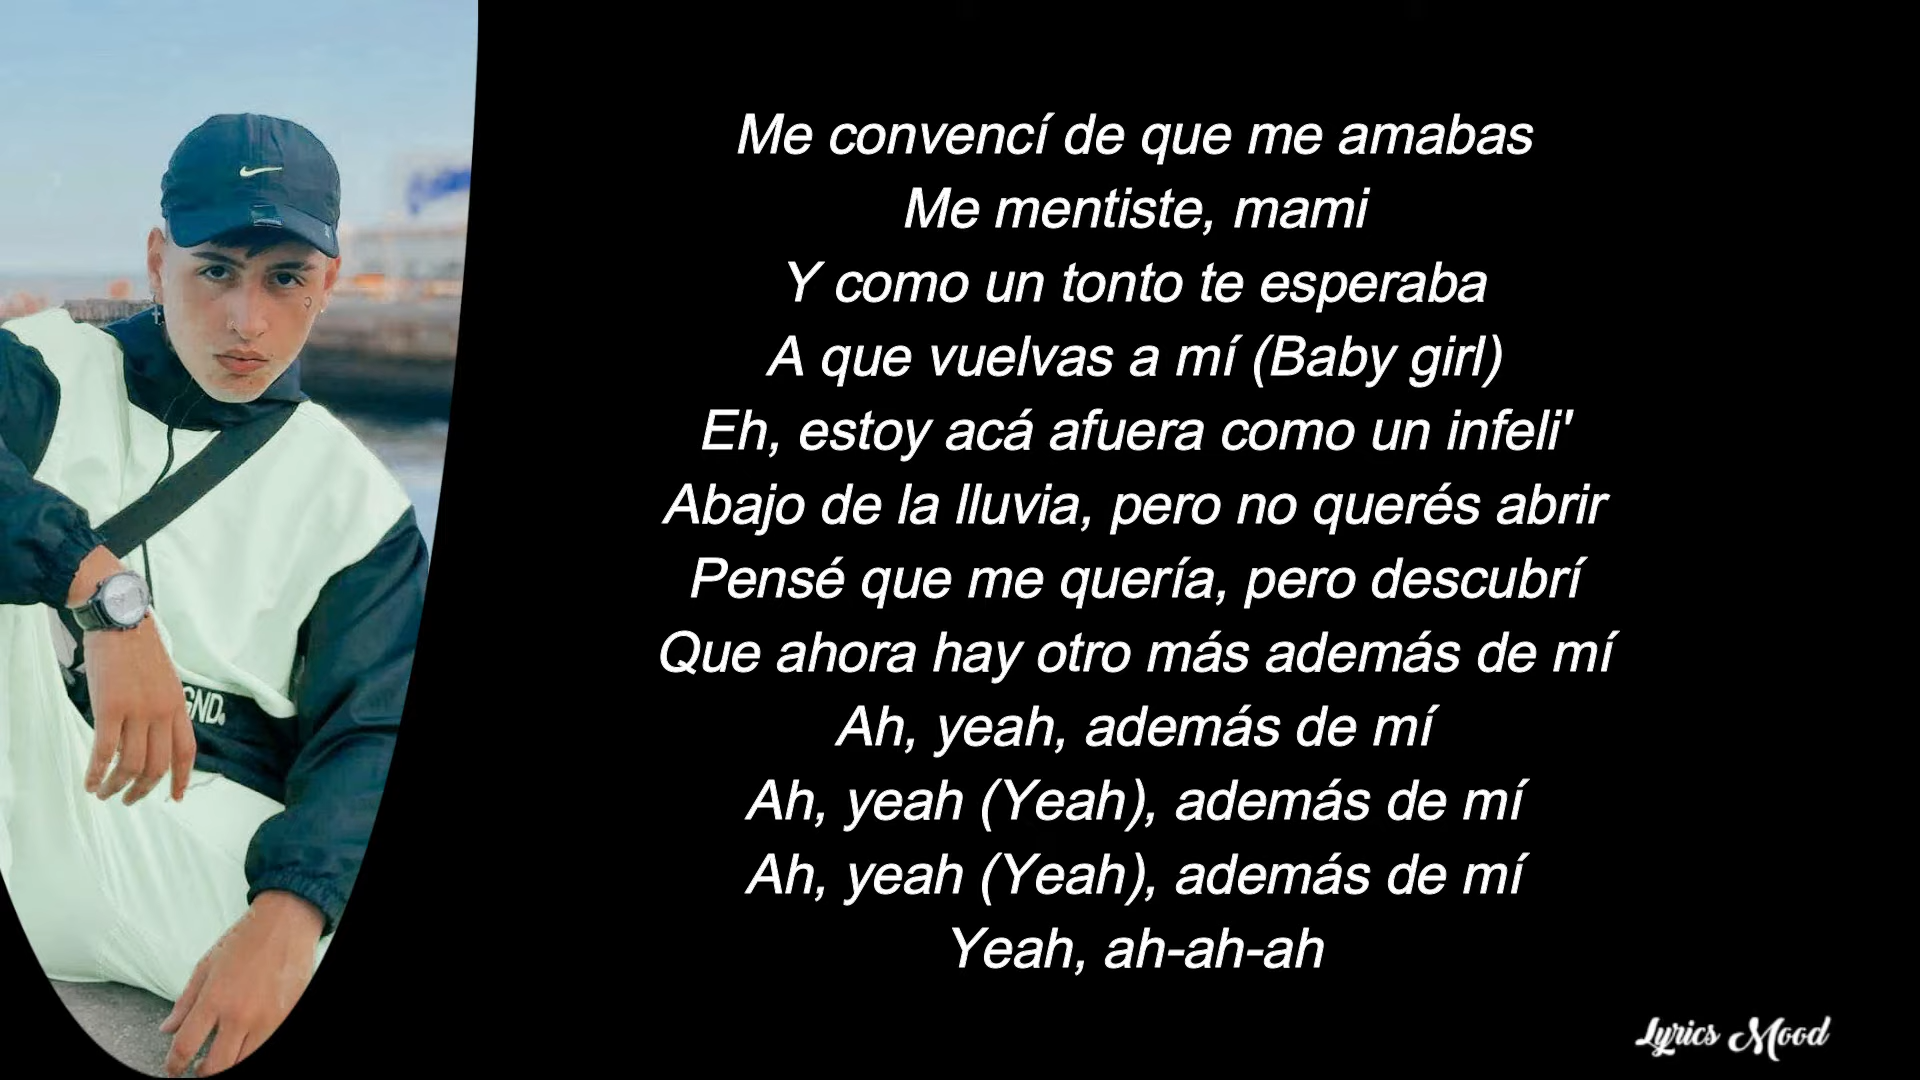 Me convencí de que me amabas
Me mentiste, mami
Y como un tonto te esperaba
A que vuelvas a mí (Baby girl)
Eh, estoy acá afuera como un infeli'
Abajo de la lluvia, pero no querés abrir
Pensé que me quería, pero descubrí
Que ahora hay otro más además de mí
Ah, yeah, además de mí
Ah, yeah (Yeah), además de mí
Ah, yeah (Yeah), además de mí
Yeah, ah-ah-ah
GND.
Lyrics Mood